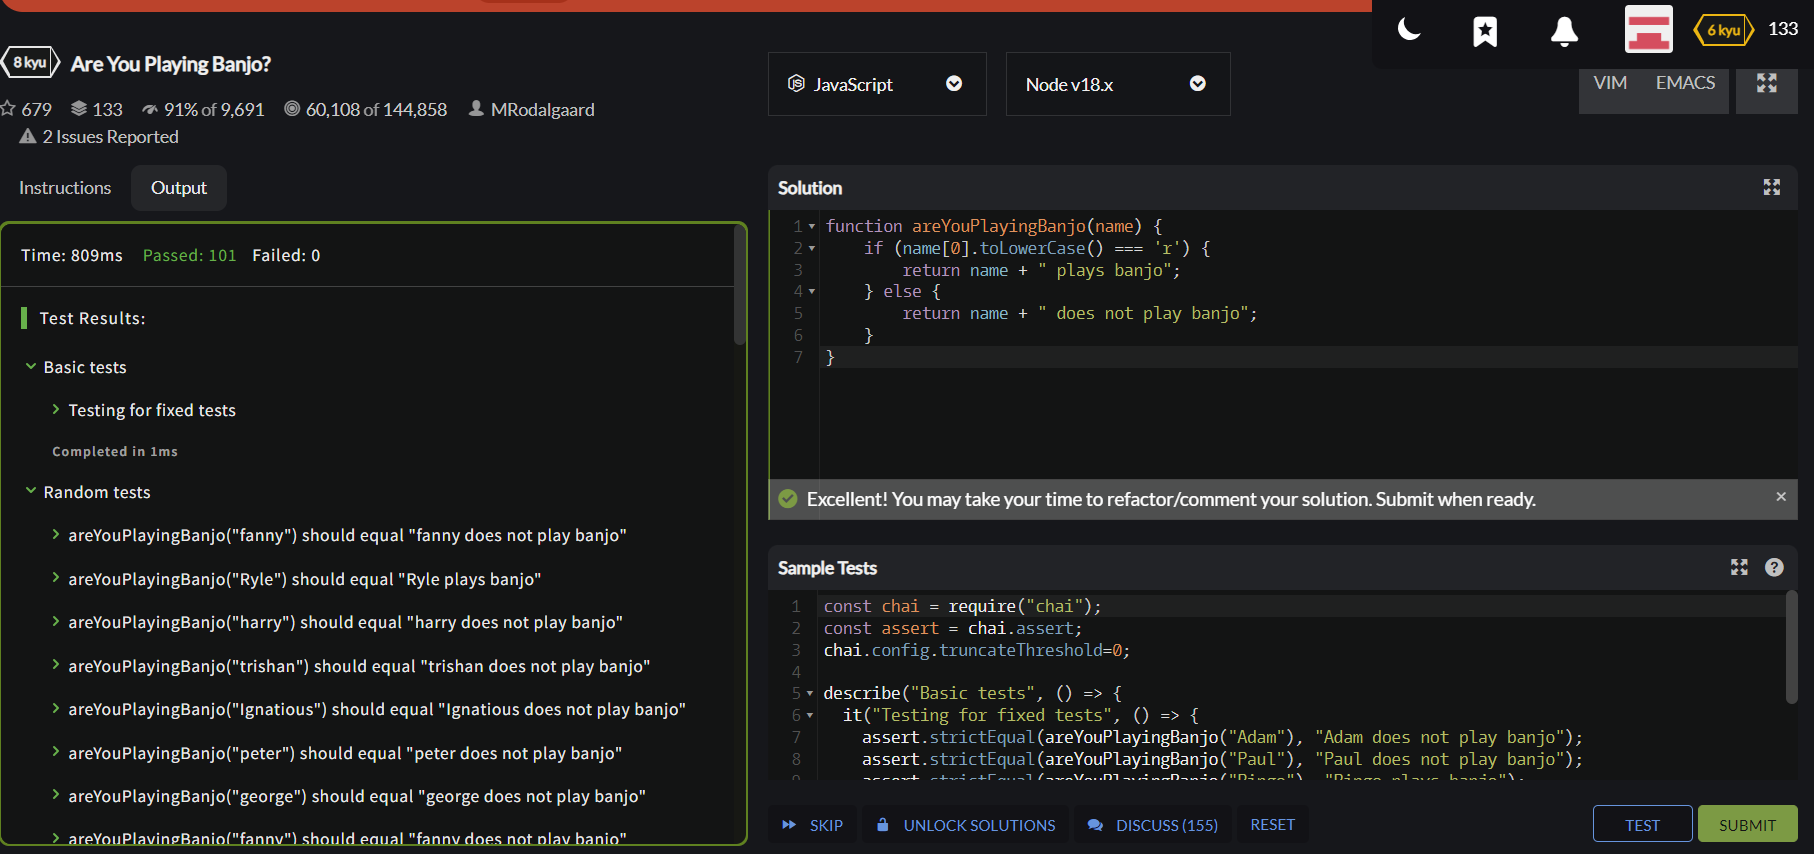 6 kyu 133
8 kyu Are You Playing Banjo?
679 133 91% of 9,691 60,108 of 144,858 MRodalgaard
2 Issues Reported
JavaScript
Node v18.x
VIM EMACS
Instructions Output
Time: 809ms Passed: 101 Failed: 0
Test Results:
Basic tests
Testing for fixed tests
Completed in 1ms
Random tests
areYouPlayingBanjo("fanny") should equal "fanny does not play banjo"
areYouPlayingBanjo("Ryle") should equal "Ryle plays banjo"
areYouPlayingBanjo("harry") should equal "harry does not play banjo"
areYouPlayingBanjo("trishan") should equal "trishan does not play banjo"
areYouPlayingBanjo("Ignatious") should equal "Ignatious does not play banjo"
areYouPlayingBanjo("peter") should equal "peter does not play banjo"
areYouPlayingBanjo("george") should equal "george does not play banjo"
areYouPlayingBanjo("fanny") should equal "fanny does not play banjo"
Solution
1 function areYouPlayingBanjo(name) {
2 if (name[0].toLowerCase() === 'r') {
3 return name + " plays banjo";
4 } else {
5 return name + " does not play banjo";
6 }
7 }
Excellent! You may take your time to refactor/comment your solution. Submit when ready.
Sample Tests
1 const chai = require("chai");
2 const assert = chai.assert;
3 chai.config.truncateThreshold=0;
4
5 describe("Basic tests", () => {
6 it("Testing for fixed tests", () => {
7 assert.strictEqual(areYouPlayingBanjo("Adam"), "Adam does not play banjo");
8 assert.strictEqual(areYouPlayingBanjo("Paul"), "Paul does not play banjo");
9 assert.strictEqual(areYouPlayingBanjo("Ringo"), "Ringo plays banjo");
SKIP UNLOCK SOLUTIONS DISCUSS (155) RESET TEST SUBMIT